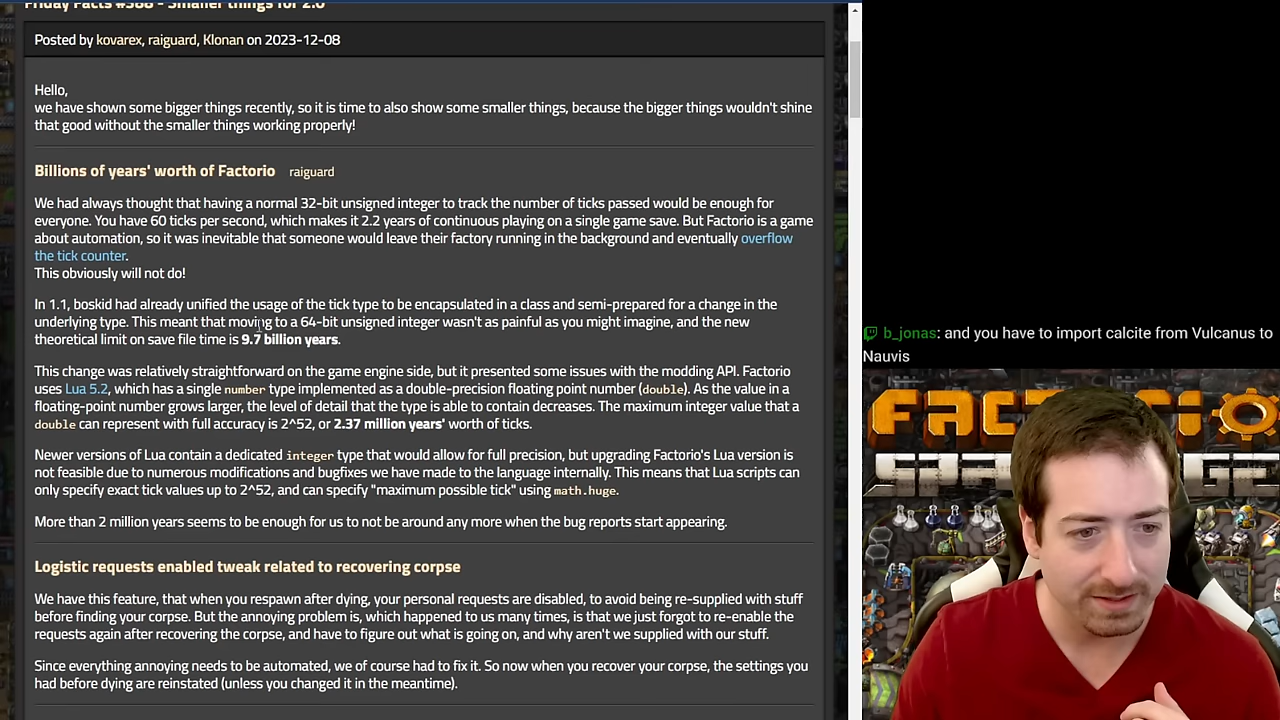 Friday Facts #388 - Smaller things for 2.0
Posted by kovarex, raiguard, Klonan on 2023-12-08
Hello,
we have shown some bigger things recently, so it is time to also show some smaller things, because the bigger things wouldn't shine
that good without the smaller things working properly!
Billions of years' worth of Factorio raiguard
We had always thought that having a normal 32-bit unsigned integer to track the number of ticks passed would be enough for
everyone. You have 60 ticks per second, which makes it 2.2 years of continuous playing on a single game save. But Factorio is a game
about automation, so it was inevitable that someone would leave their factory running in the background and eventually overflow
the tick counter.
This obviously will not do!
In 1.1, boskid had already unified the usage of the tick type to be encapsulated in a class and semi-prepared for a change in the
underlying type. This meant that moving to a 64-bit unsigned integer wasn't as painful as you might imagine, and the new
theoretical limit on save file time is 9.7 billion years.
This change was relatively straightforward on the game engine side, but it presented some issues with the modding API. Factorio
uses Lua 5.2, which has a single number type implemented as a double-precision floating point number (double). As the value in a
floating-point number grows larger, the level of detail that the type is able to contain decreases. The maximum integer value that a
double can represent with full accuracy is 2^52, or 2.37 million years' worth of ticks.
Newer versions of Lua contain a dedicated integer type that would allow for full precision, but upgrading Factorio's Lua version is
not feasible due to numerous modifications and bugfixes we have made to the language internally. This means that Lua scripts can
only specify exact tick values up to 2^52, and can specify "maximum possible tick" using math.huge.
More than 2 million years seems to be enough for us to not be around any more when the bug reports start appearing.
Logistic requests enabled tweak related to recovering corpse
We have this feature, that when you respawn after dying, your personal requests are disabled, to avoid being re-supplied with stuff
before finding your corpse. But the annoying problem is, which happened to us many times, is that we just forgot to re-enable the
requests again after recovering the corpse, and have to figure out what is going on, and why aren't we supplied with our stuff.
Since everything annoying needs to be automated, we of course had to fix it. So now when you recover your corpse, the settings you
had before dying are reinstated (unless you changed it in the meantime).
b_jonas: and you have to import calcite from Vulcanus to
Nauvis
FACTORIO